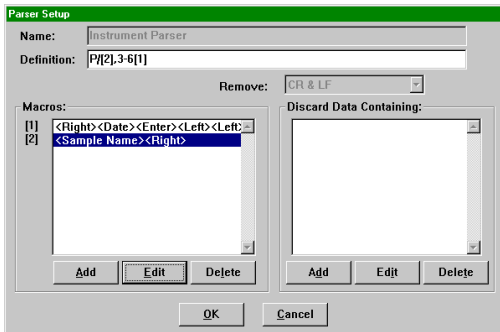 Parser Setup
Name: Instrument Parser
Definition: P/[2],3-6[1]
Remove: CR & LF
Macros:
[1] <Right><Date><Enter><Left><Left>
[2] <Sample Name><Right>
Add Edit Delete
Discard Data Containing:
Add Edit Delete
OK Cancel